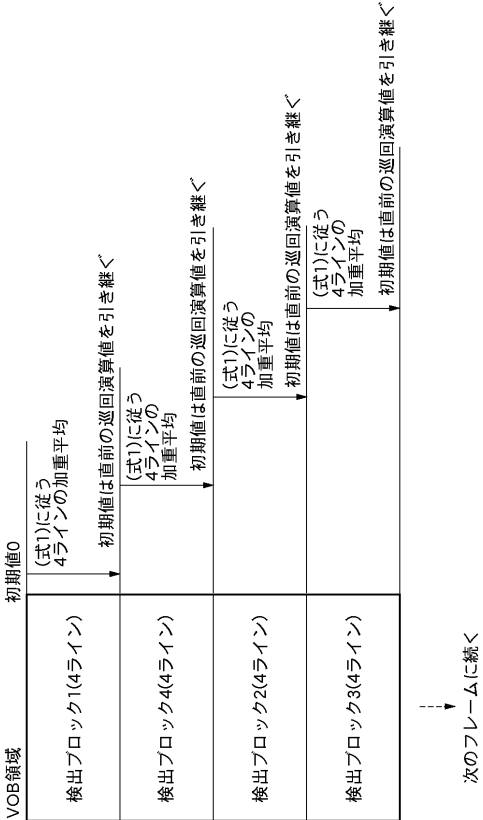 VOB領域
初期値0
検出ブロック1(4ライン)
(式1)に従う
4ラインの加重平均
初期値は直前の巡回演算値を引き継ぐ
検出ブロック4(4ライン)
(式1)に従う
4ラインの
加重平均
初期値は直前の巡回演算値を引き継ぐ
検出ブロック2(4ライン)
(式1)に従う
4ラインの
加重平均
初期値は直前の巡回演算値を引き継ぐ
検出ブロック3(4ライン)
(式1)に従う
4ラインの
加重平均
初期値は直前の巡回演算値を引き継ぐ
次のフレームに続く